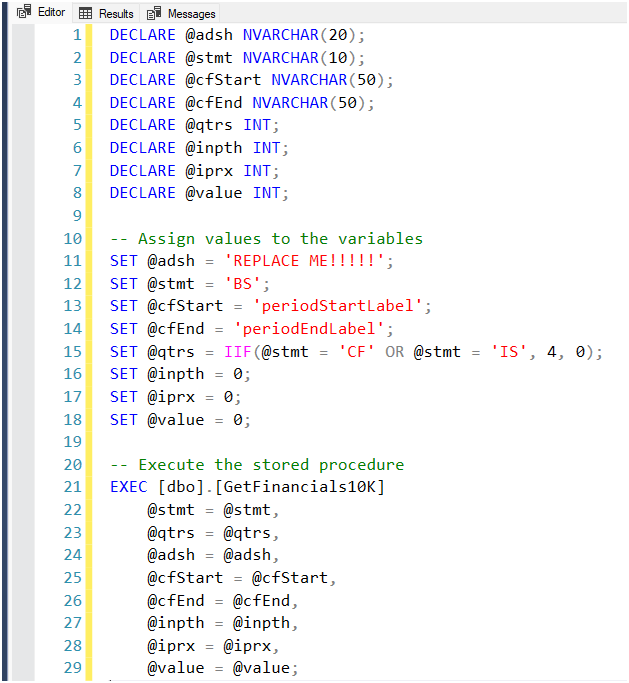 Editor Results Messages
1 DECLARE @adsh NVARCHAR(20);
2 DECLARE @stmt NVARCHAR(10);
3 DECLARE @cfStart NVARCHAR(50);
4 DECLARE @cfEnd NVARCHAR(50);
5 DECLARE @qtrs INT;
6 DECLARE @inpth INT;
7 DECLARE @iprx INT;
8 DECLARE @value INT;
9
10 -- Assign values to the variables
11 SET @adsh = 'REPLACE ME!!!!!';
12 SET @stmt = 'BS';
13 SET @cfStart = 'periodStartLabel';
14 SET @cfEnd = 'periodEndLabel';
15 SET @qtrs = IIF(@stmt = 'CF' OR @stmt = 'IS', 4, 0);
16 SET @inpth = 0;
17 SET @iprx = 0;
18 SET @value = 0;
19
20 -- Execute the stored procedure
21 EXEC [dbo].[GetFinancials10K]
22 @stmt = @stmt,
23 @qtrs = @qtrs,
24 @adsh = @adsh,
25 @cfStart = @cfStart,
26 @cfEnd = @cfEnd,
27 @inpth = @inpth,
28 @iprx = @iprx,
29 @value = @value;